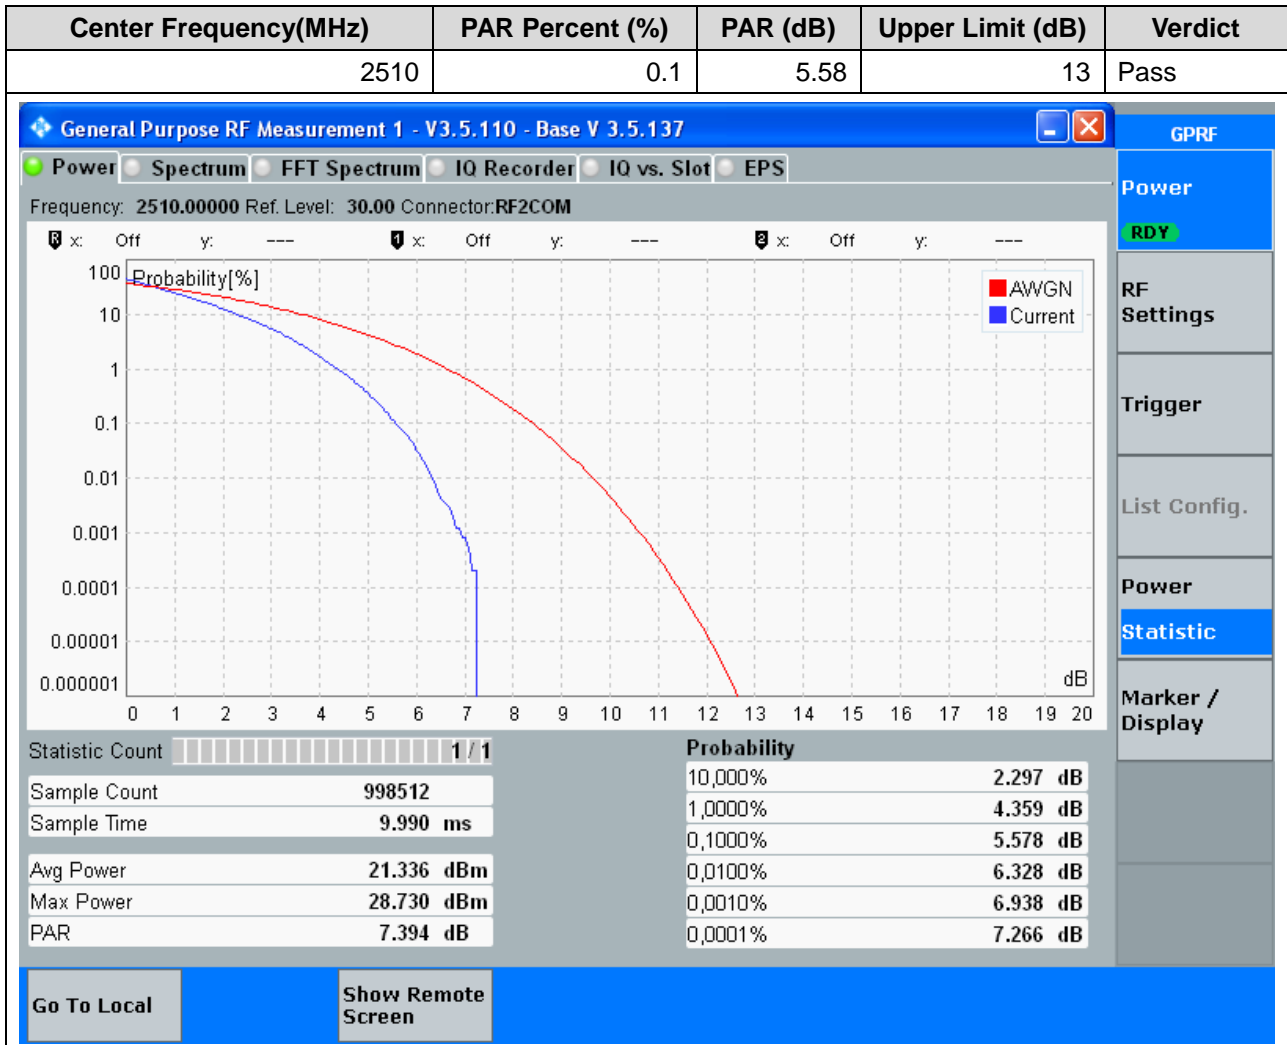 Center Frequency(MHz) PAR Percent (%) PAR (dB) Upper Limit (dB) Verdict
2510 0.1 5.58 13 Pass
General Purpose RF Measurement 1 - V3.5.110 - Base V 3.5.137
GPRF
Power Spectrum FFT Spectrum IQ Recorder IQ vs. Slot EPS
Frequency: 2510.00000 Ref. Level: 30.00 Connector:RF2COM
R x: Off y: --- 1 x: Off y: --- 2 x: Off y: ---
Power
RDY
RF
Settings
Trigger
List Config.
Power
Statistic
Marker /
Display
Probability[%]
AWGN
Current
100
10
1
0.1
0.01
0.001
0.0001
0.00001
0.000001
dB
0 1 2 3 4 5 6 7 8 9 10 11 12 13 14 15 16 17 18 19 20
Statistic Count 1 / 1
Sample Count 998512
Sample Time 9.990 ms
Avg Power 21.336 dBm
Max Power 28.730 dBm
PAR 7.394 dB
Probability
10,000% 2.297 dB
1,0000% 4.359 dB
0,1000% 5.578 dB
0,0100% 6.328 dB
0,0010% 6.938 dB
0,0001% 7.266 dB
Go To Local
Show Remote
Screen